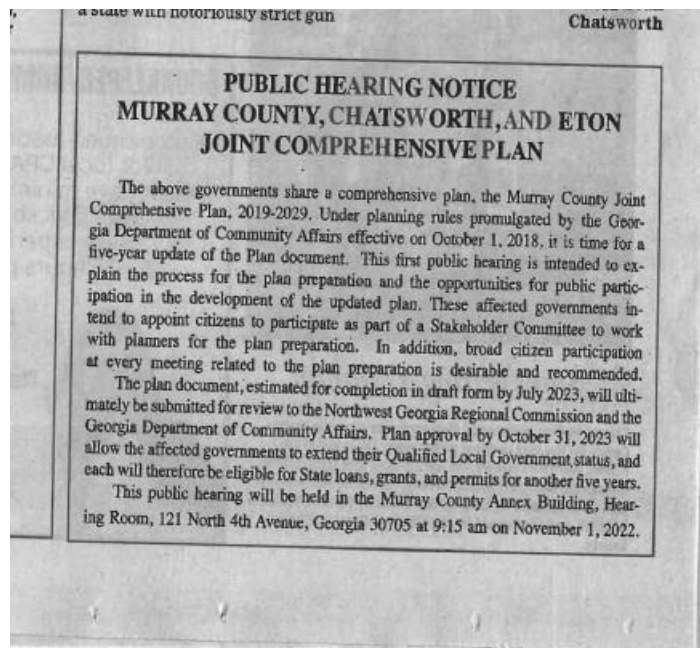 a state with notoriously strict gun
Chatsworth
PUBLIC HEARING NOTICE
MURRAY COUNTY, CHATSWORTH, AND ETON
JOINT COMPREHENSIVE PLAN
The above governments share a comprehensive plan, the Murray County Joint
Comprehensive Plan, 2019-2029. Under planning rules promulgated by the Geor-
gia Department of Community Affairs effective on October 1, 2018, it is time for a
five-year update of the Plan document. This first public hearing is intended to ex-
plain the process for the plan preparation and the opportunities for public partic-
ipation in the development of the updated plan. These affected governments in-
tend to appoint citizens to participate as part of a Stakeholder Committee to work
with planners for the plan preparation. In addition, broad citizen participation
at every meeting related to the plan preparation is desirable and recommended.
The plan document, estimated for completion in draft form by July 2023, will ulti-
mately be submitted for review to the Northwest Georgia Regional Commission and the
Georgia Department of Community Affairs. Plan approval by October 31, 2023 will
allow the affected governments to extend their Qualified Local Government status, and
each will therefore be eligible for State loans, grants, and permits for another five years.
This public hearing will be held in the Murray County Annex Building, Hear-
ing Room, 121 North 4th Avenue, Georgia 30705 at 9:15 am on November 1, 2022.